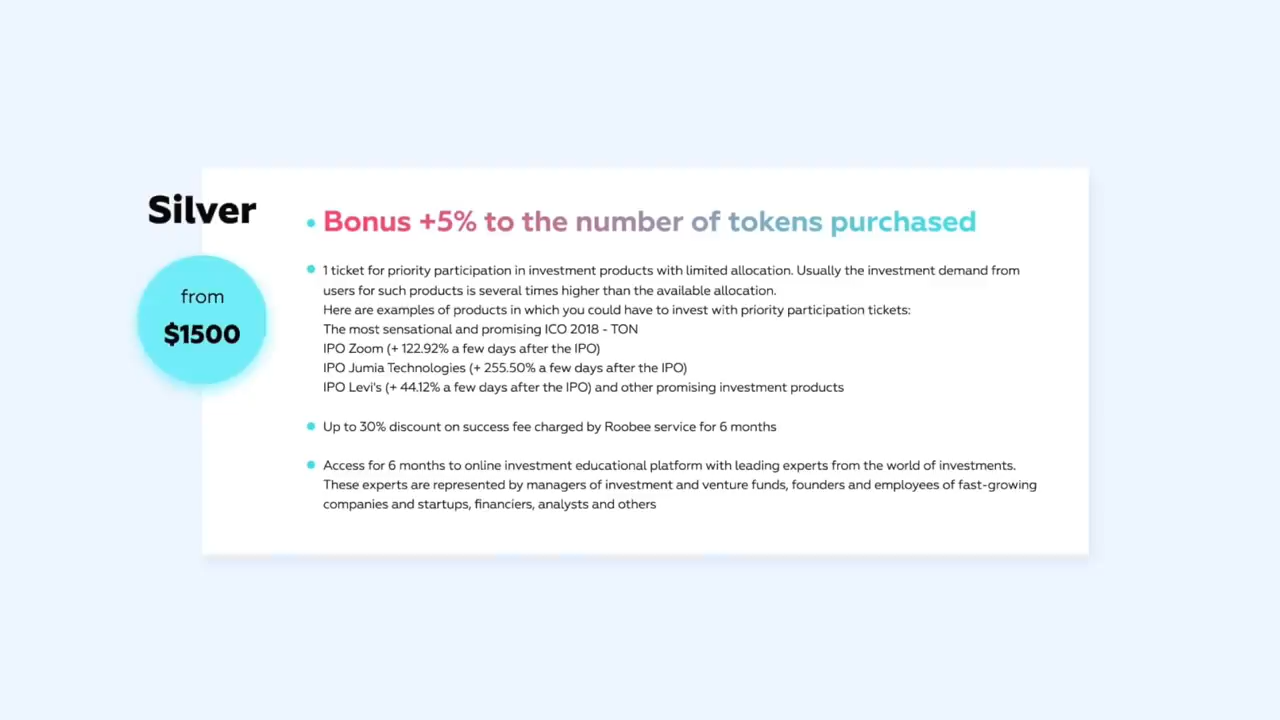 Silver
from
$1500
• Bonus +5% to the number of tokens purchased
• 1 ticket for priority participation in investment products with limited allocation. Usually the investment demand from
users for such products is several times higher than the available allocation.
Here are examples of products in which you could have to invest with priority participation tickets:
The most sensational and promising ICO 2018 - TON
IPO Zoom (+ 122.92% a few days after the IPO)
IPO Jumia Technologies (+ 255.50% a few days after the IPO)
IPO Levi's (+ 44.12% a few days after the IPO) and other promising investment products
• Up to 30% discount on success fee charged by Roobee service for 6 months
• Access for 6 months to online investment educational platform with leading experts from the world of investments.
These experts are represented by managers of investment and venture funds, founders and employees of fast-growing
companies and startups, financiers, analysts and others